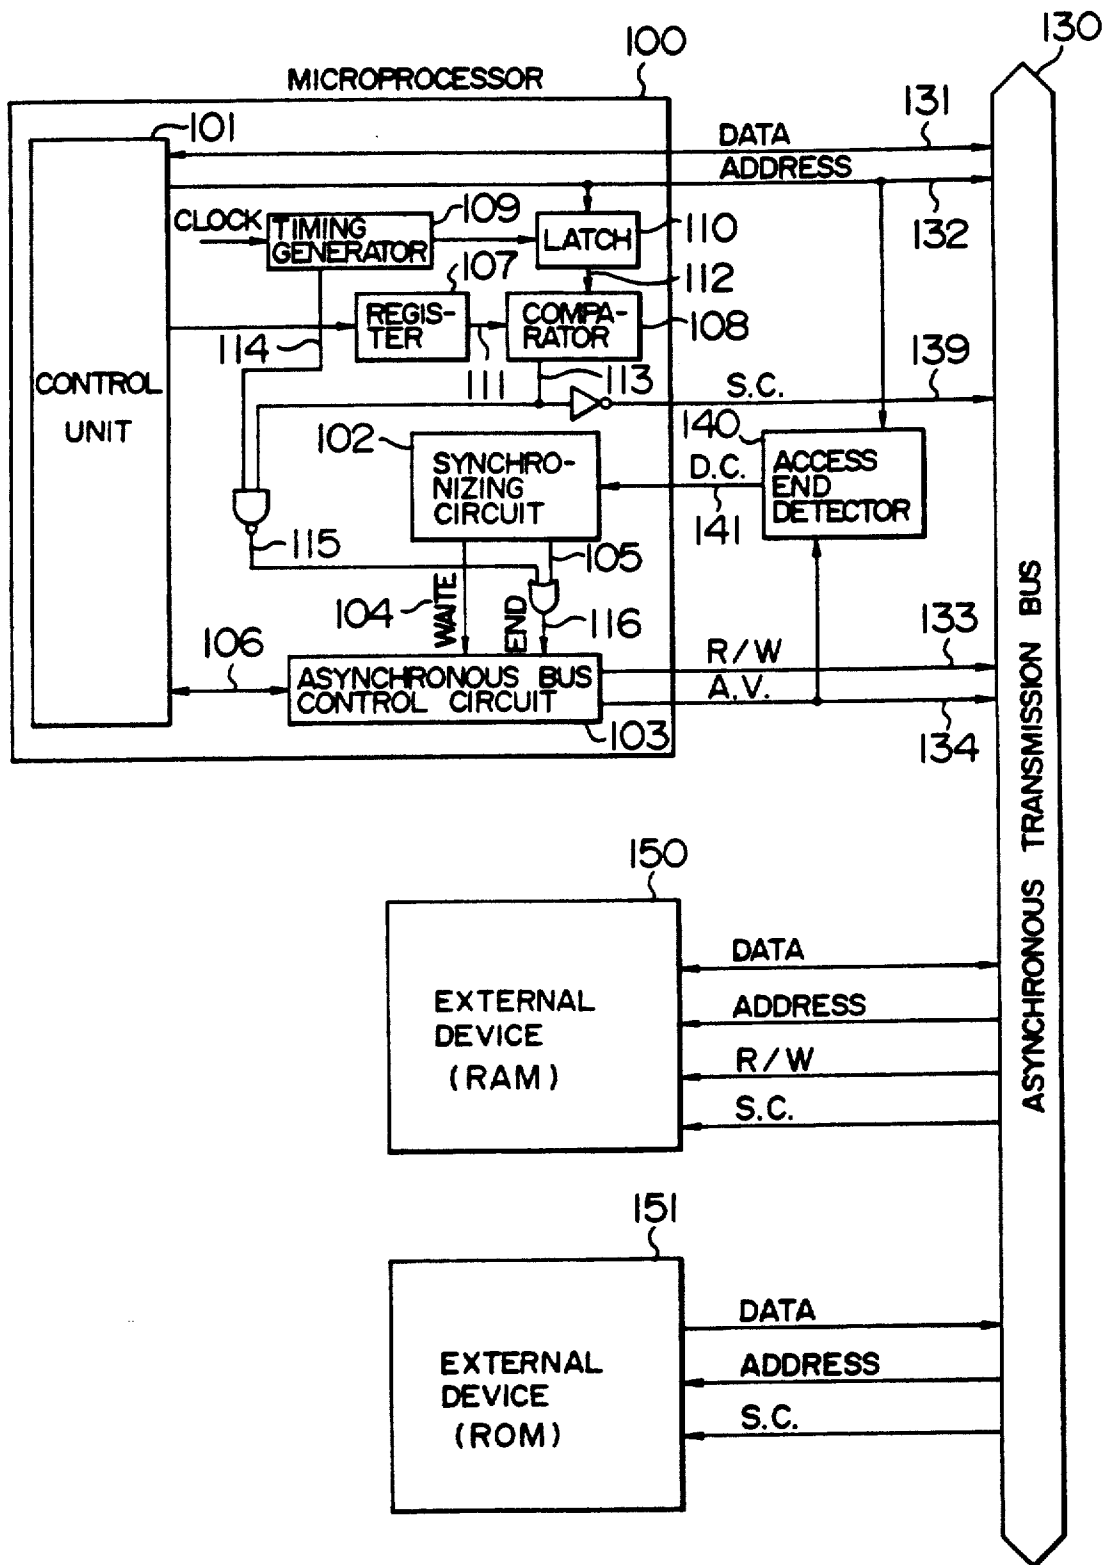 130
100
MICROPROCESSOR
101
131
DATA
ADDRESS
109
CLOCK
TIMING
GENERATOR
LATCH
110
132
107
112
REGIS-
TER
COMPA-
RATOR
108
114
111
113
139
S.C.
CONTROL
UNIT
102
140
SYNCHRO-
NIZING
CIRCUIT
D.C.
141
ACCESS
END
DETECTOR
115
105
104
WAITE
END
116
106
133
R/W
A.V.
ASYNCHRONOUS BUS
CONTROL CIRCUIT
103
134
ASYNCHRONOUS TRANSMISSION BUS
150
EXTERNAL
DEVICE
(RAM)
DATA
ADDRESS
R/W
S.C.
151
EXTERNAL
DEVICE
(ROM)
DATA
ADDRESS
S.C.